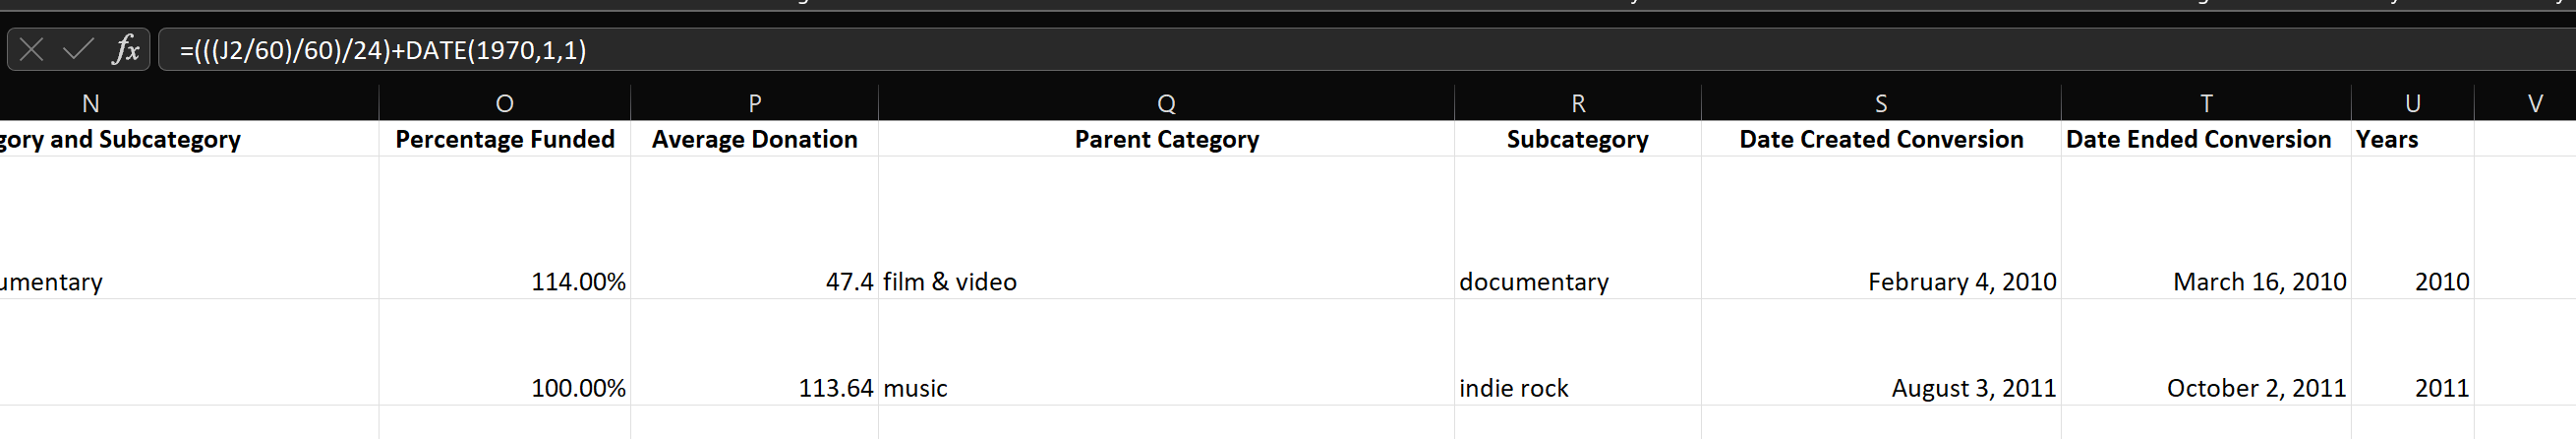 fx =(((J2/60)/60)/24)+DATE(1970,1,1)
N O P Q R S T U V
gory and Subcategory Percentage Funded Average Donation Parent Category Subcategory Date Created Conversion Date Ended Conversion Years
umentary 114.00% 47.4 film & video documentary February 4, 2010 March 16, 2010 2010
100.00% 113.64 music indie rock August 3, 2011 October 2, 2011 2011